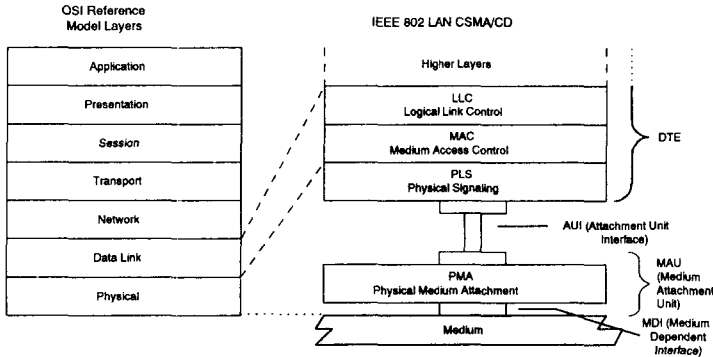 OSI Reference
Model Layers
Application
Presentation
Session
Transport
Network
Data Link
Physical
IEEE 802 LAN CSMA/CD
Higher Layers
LLC
Logical Link Control
MAC
Medium Access Control
PLS
Physical Signaling
DTE
AUI (Attachment Unit
Interface)
PMA
Physical Medium Attachment
MAU
(Medium
Attachment
Unit)
Medium
MDI (Medium
Dependent
Interface)